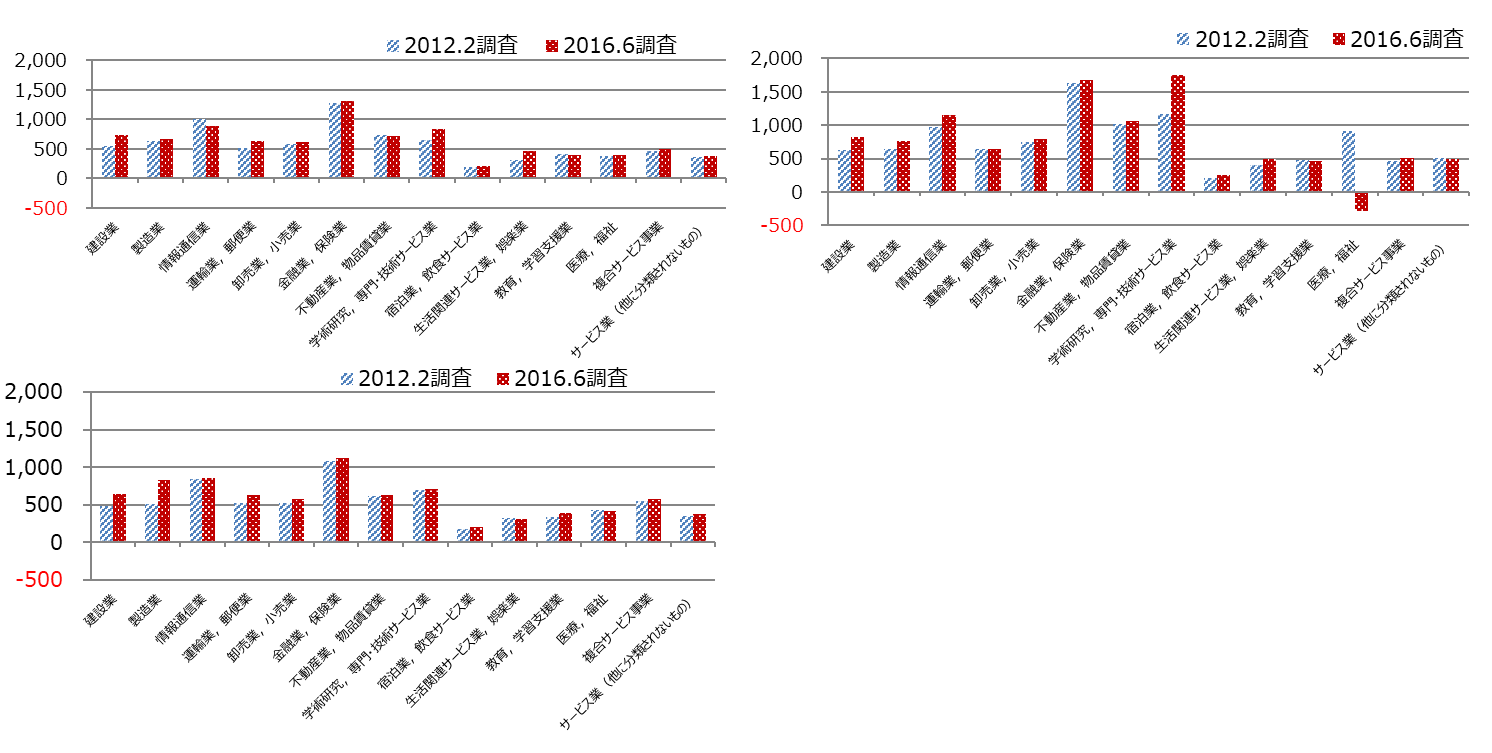 2012.2調査 2016.6調査
2,000
1,500
1,000
500
0
-500
建設業
製造業
情報通信業
運輸業，郵便業
卸売業，小売業
金融業，保険業
不動産業，物品賃貸業
学術研究，専門・技術サービス業
宿泊業，飲食サービス業
生活関連サービス業，娯楽業
教育，学習支援業
医療，福祉
複合サービス事業
サービス業（他に分類されないもの）
2012.2調査 2016.6調査
2,000
1,500
1,000
500
0
-500
建設業
製造業
情報通信業
運輸業，郵便業
卸売業，小売業
金融業，保険業
不動産業，物品賃貸業
学術研究，専門・技術サービス業
宿泊業，飲食サービス業
生活関連サービス業，娯楽業
教育，学習支援業
医療，福祉
複合サービス事業
サービス業（他に分類されないもの）
2012.2調査 2016.6調査
2,000
1,500
1,000
500
0
-500
建設業
製造業
情報通信業
運輸業，郵便業
卸売業，小売業
金融業，保険業
不動産業，物品賃貸業
学術研究，専門・技術サービス業
宿泊業，飲食サービス業
生活関連サービス業，娯楽業
教育，学習支援業
医療，福祉
複合サービス事業
サービス業（他に分類されないもの）